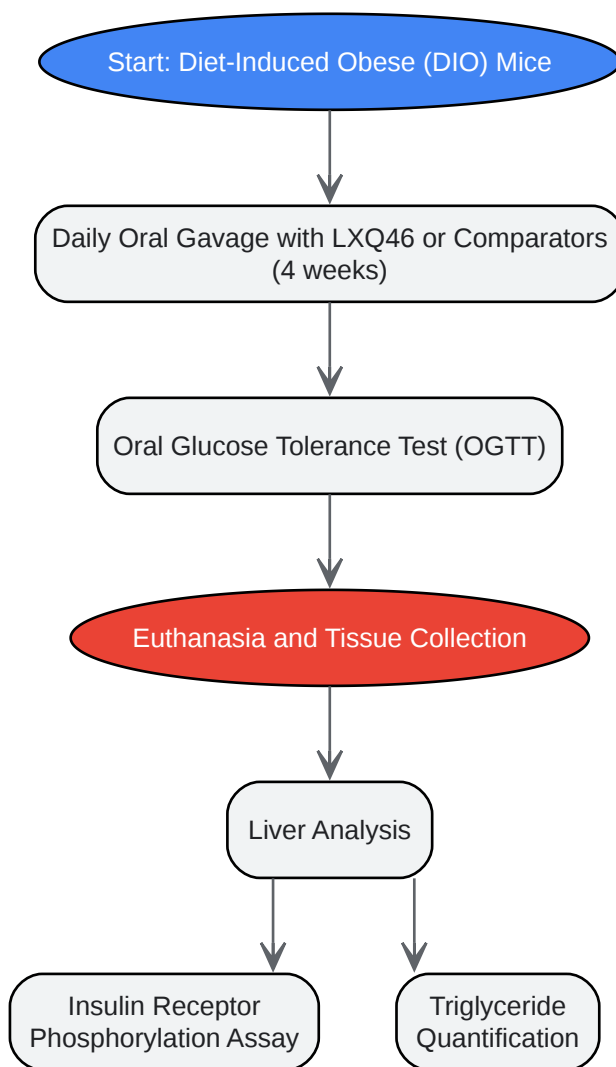 Start: Diet-Induced Obese (DIO) Mice
Daily Oral Gavage with LXQ46 or Comparators
(4 weeks)
Oral Glucose Tolerance Test (OGTT)
Euthanasia and Tissue Collection
Liver Analysis
Insulin Receptor
Phosphorylation Assay
Triglyceride
Quantification